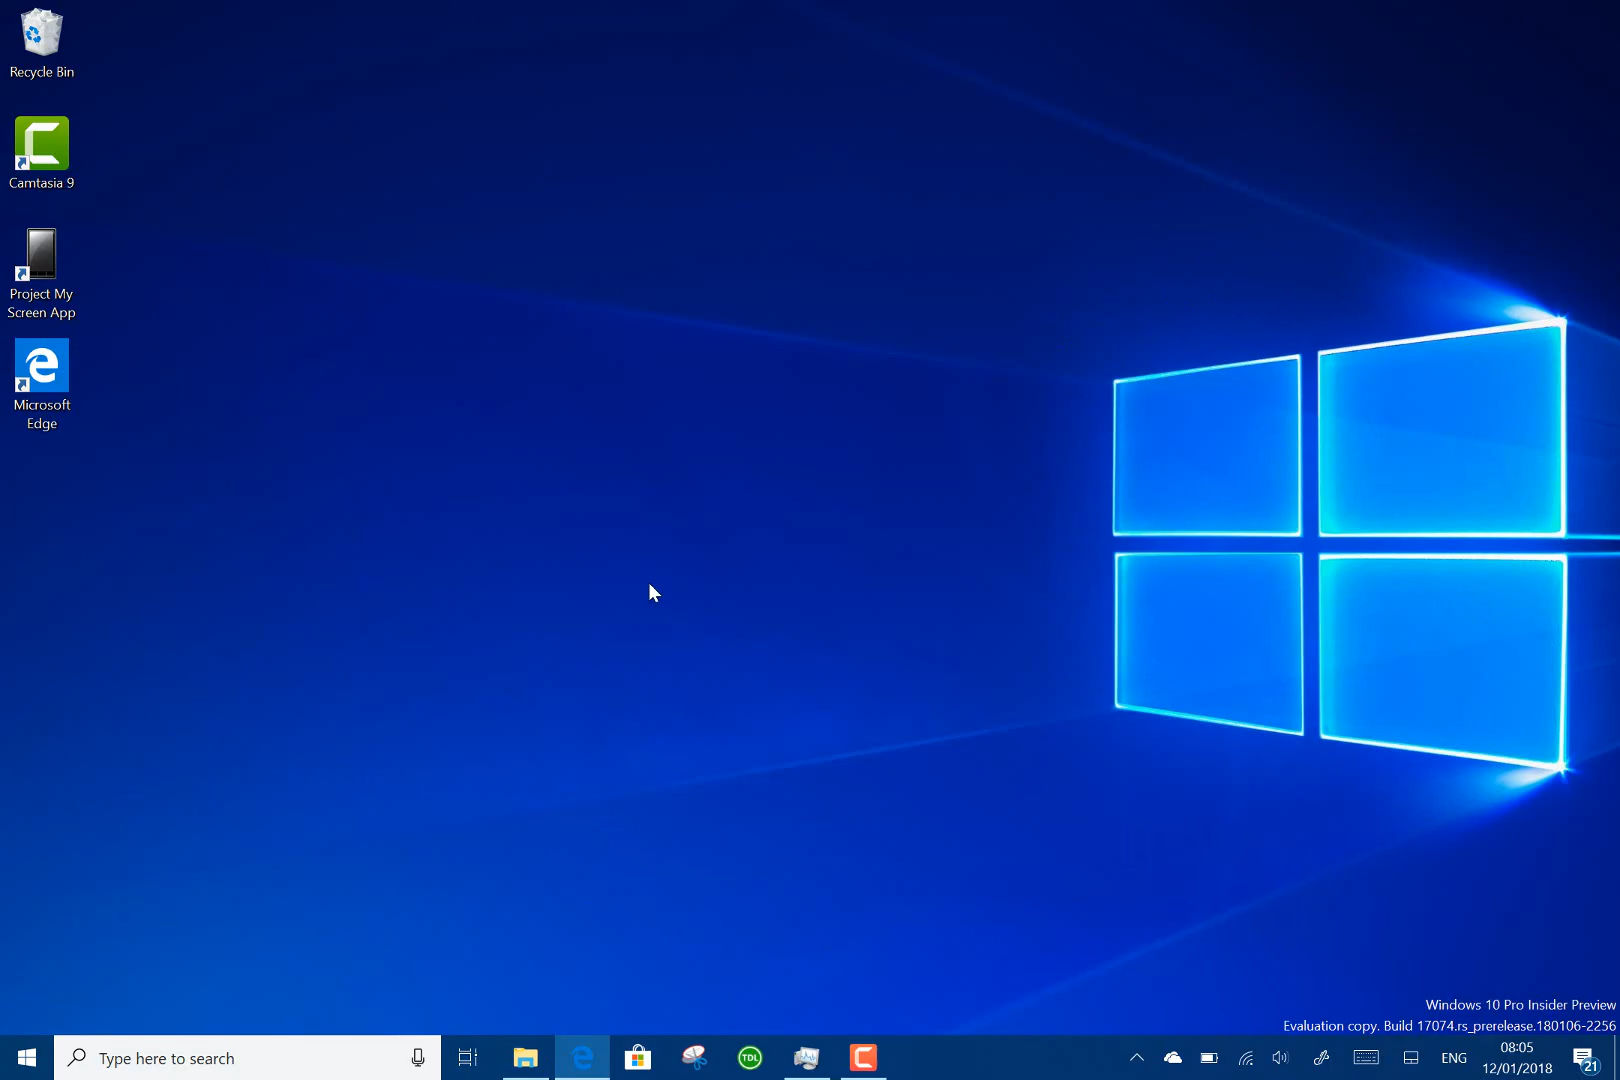 Recycle Bin
Camtasia 9
Project My
Screen App
Microsoft
Edge
Windows 10 Pro Insider Preview
Evaluation copy. Build 17074.rs_prerelease.180106-2256
Type here to search
TDL
ENG
08:05
12/01/2018
21